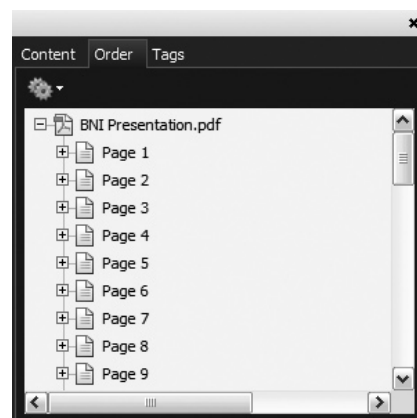 Content Order Tags
BNI Presentation.pdf
Page 1
Page 2
Page 3
Page 4
Page 5
Page 6
Page 7
Page 8
Page 9